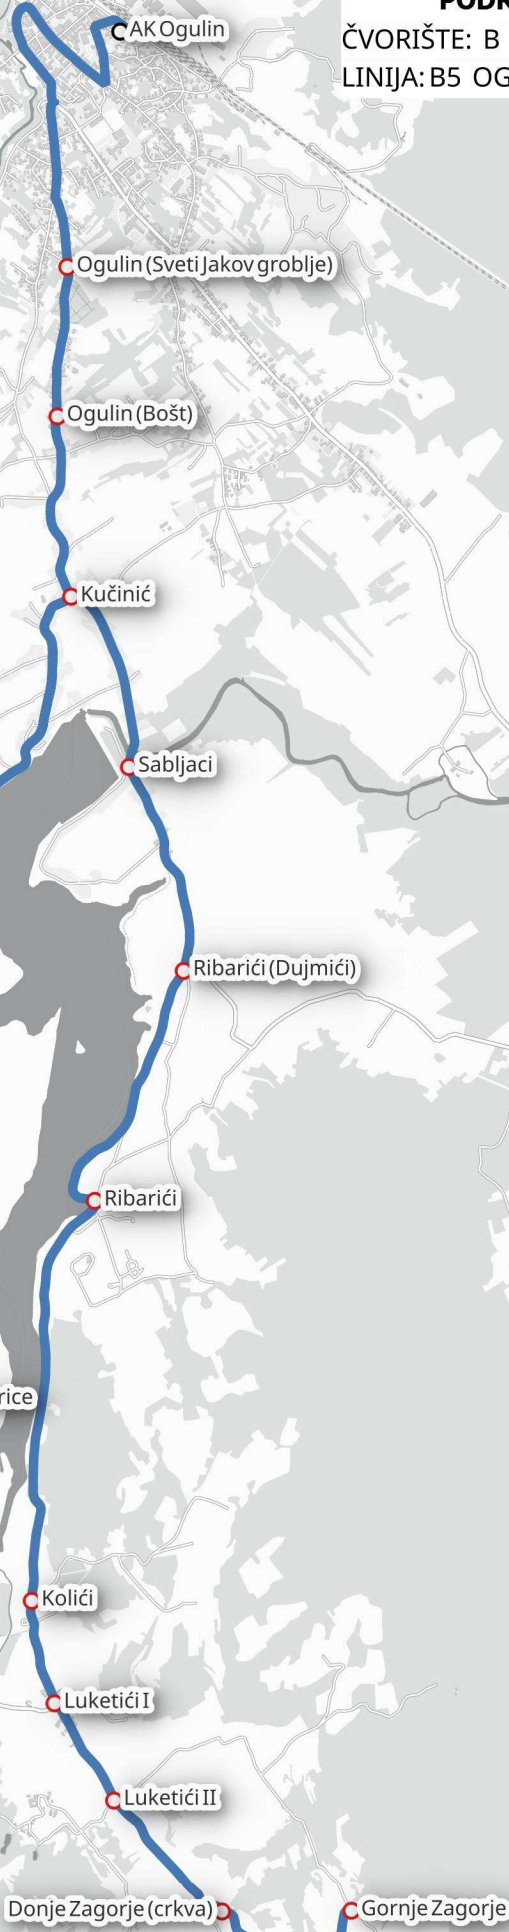 AK Ogulin
ČVORIŠTE: B
LINIJA: B5 OG
Ogulin (Sveti Jakov groblje)
Ogulin (Bošt)
Kučinić
Sabljaci
Ribarići (Dujmići)
Ribarići
rice
Kolići
Luketići I
Luketići II
Donje Zagorje (crkva)
Gornje Zagorje